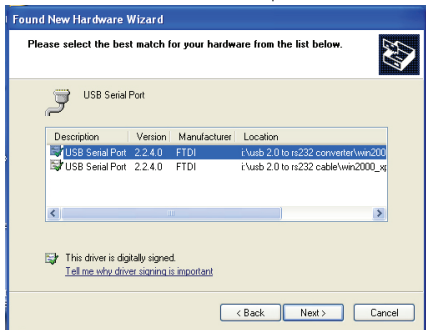 Found New Hardware Wizard
Please select the best match for your hardware from the list below.
USB Serial Port
Description Version Manufacturer Location
USB Serial Port 2.2.4.0 FTDI i:\usb 2.0 to rs232 converter\win200
USB Serial Port 2.2.4.0 FTDI i:\usb 2.0 to rs232 cable\win2000_xp
This driver is digitally signed.
Tell me why driver signing is important
< Back Next > Cancel